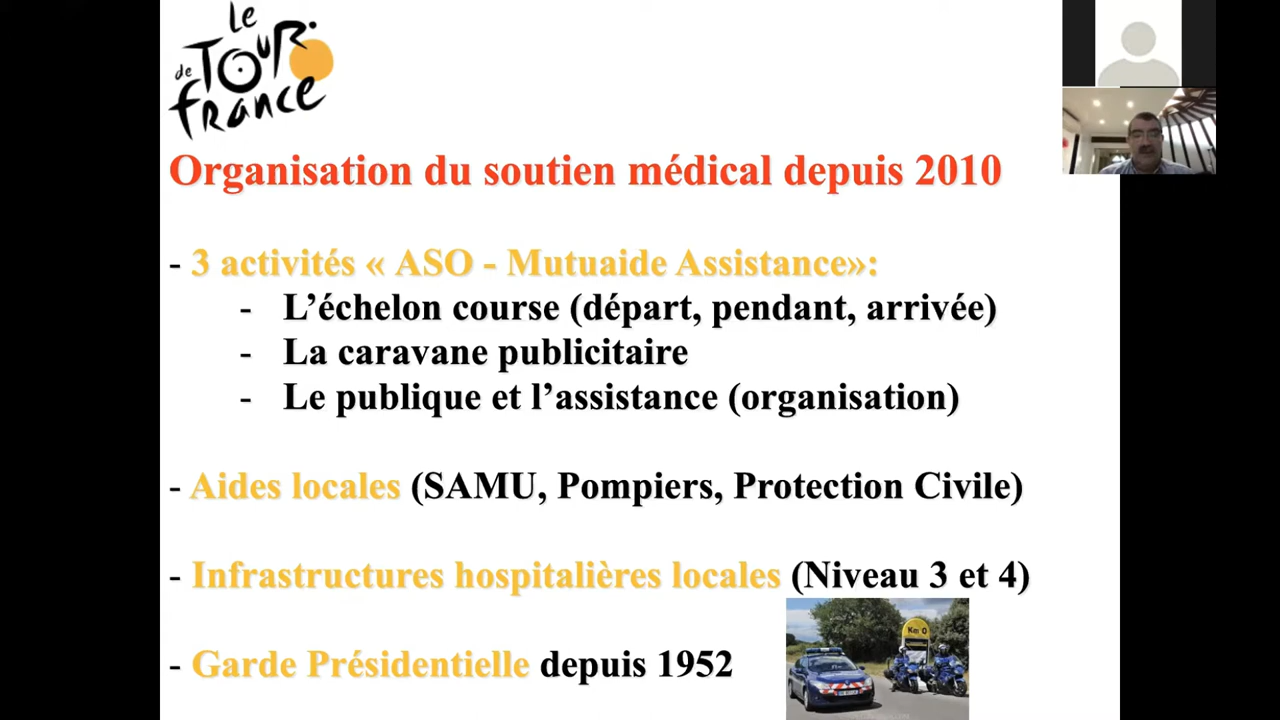 Le
de TOUR
france
Organisation du soutien médical depuis 2010
- 3 activités « ASO - Mutuaide Assistance»:
- L’échelon course (départ, pendant, arrivée)
- La caravane publicitaire
- Le publique et l’assistance (organisation)
- Aides locales (SAMU, Pompiers, Protection Civile)
- Infrastructures hospitalières locales (Niveau 3 et 4)
Km 0
- Garde Présidentielle depuis 1952